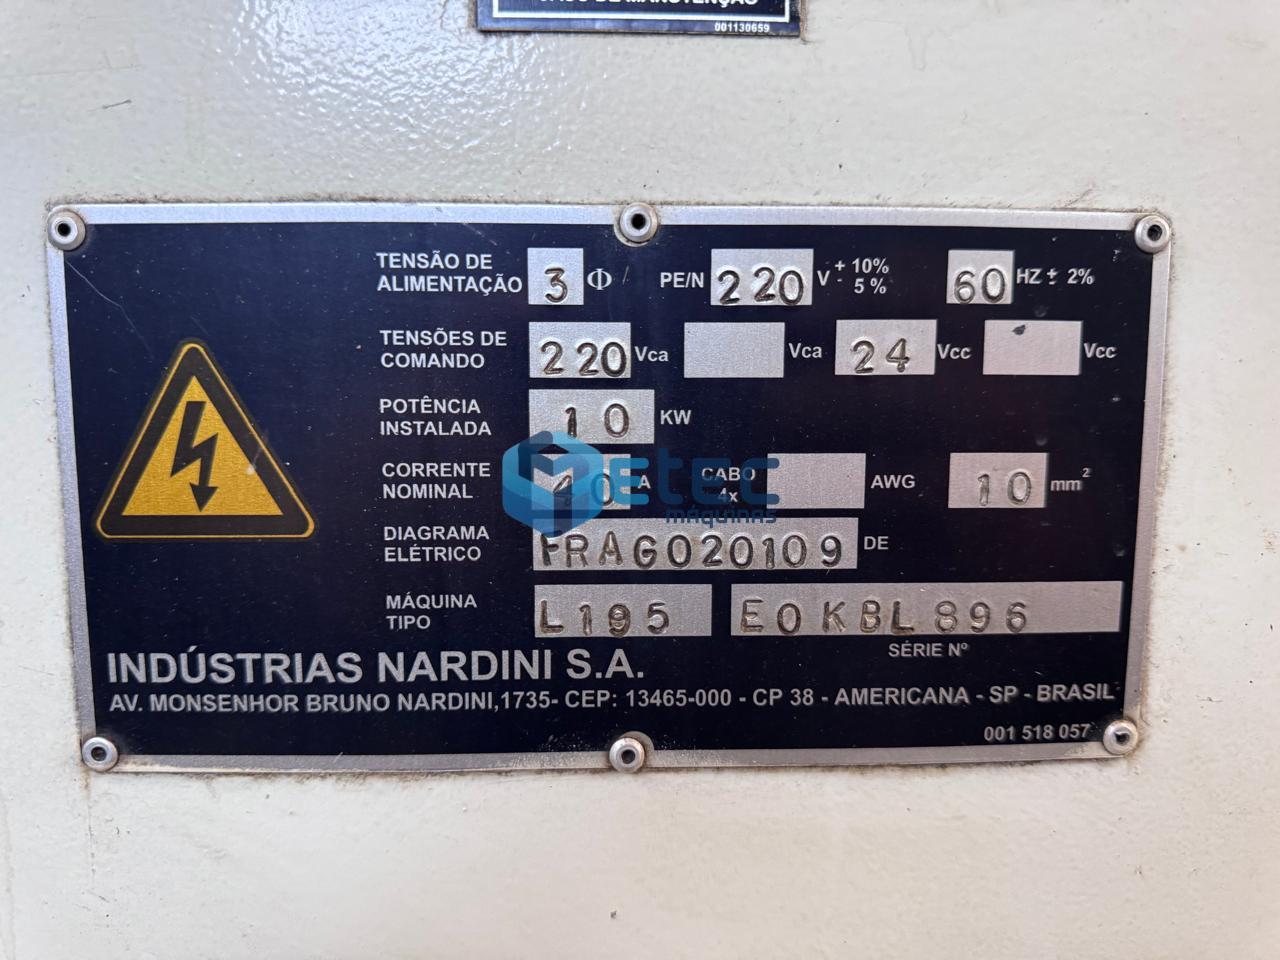 001130659
TENSÃO DE ALIMENTAÇÃO 3 Φ / PE/N 220 V + 10% - 5 % 60 HZ ± 2%
TENSÕES DE COMANDO 220 Vca Vca 24 Vcc Vcc
POTÊNCIA INSTALADA 10 KW
CORRENTE NOMINAL 40 A CABO 4x AWG 10 mm²
Metec máquinas
DIAGRAMA ELÉTRICO FRAG020109 DE
MÁQUINA TIPO L195 E0KBL896
SÉRIE Nº
INDÚSTRIAS NARDINI S.A.
AV. MONSENHOR BRUNO NARDINI,1735- CEP: 13465-000 - CP 38 - AMERICANA - SP - BRASIL
001 518 057